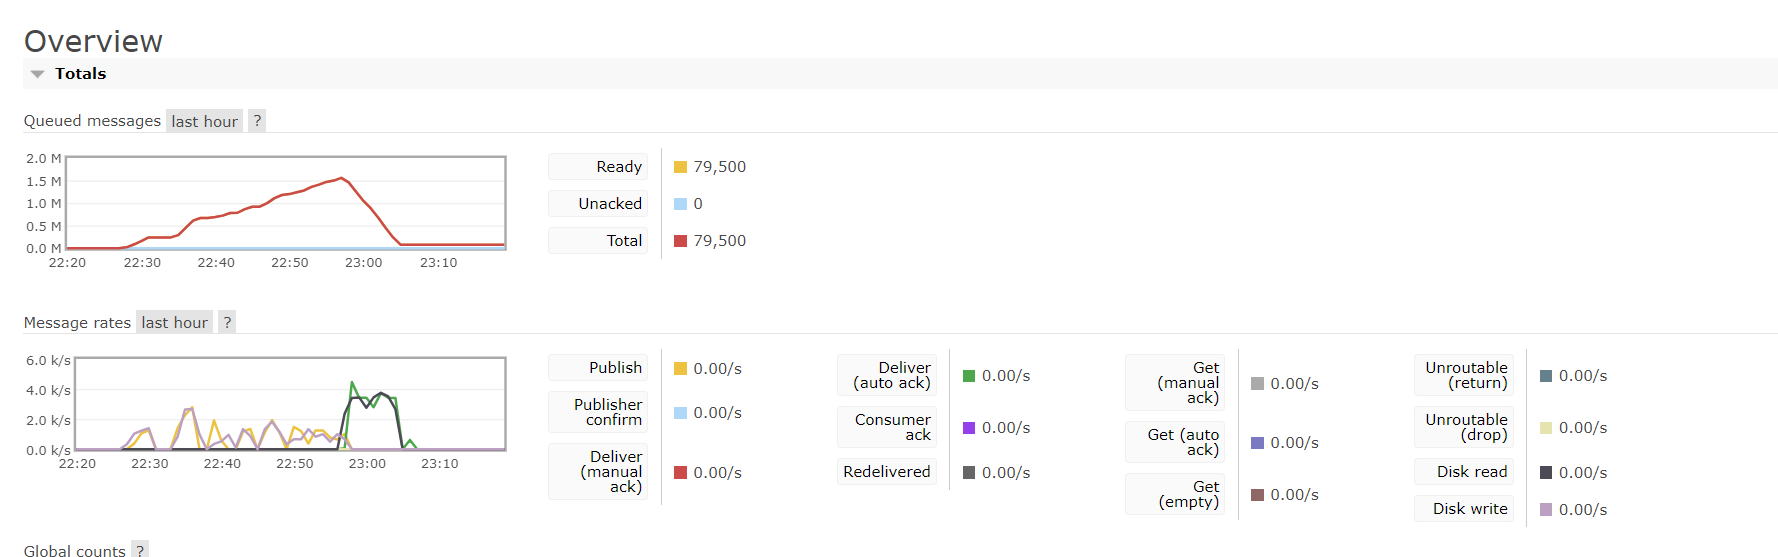 Overview
Totals
Queued messages last hour ?
2.0 M
1.5 M
1.0 M
0.5 M
0.0 M
22:20 22:30 22:40 22:50 23:00 23:10
Ready 79,500
Unacked 0
Total 79,500
Message rates last hour ?
6.0 k/s
4.0 k/s
2.0 k/s
0.0 k/s
22:20 22:30 22:40 22:50 23:00 23:10
Publish 0.00/s
Publisher
confirm 0.00/s
Deliver
(manual
ack) 0.00/s
Deliver
(auto ack) 0.00/s
Consumer
ack 0.00/s
Redelivered 0.00/s
Get
(manual
ack) 0.00/s
Get (auto
ack) 0.00/s
Get
(empty) 0.00/s
Unroutable
(return) 0.00/s
Unroutable
(drop) 0.00/s
Disk read 0.00/s
Disk write 0.00/s
Global counts ?